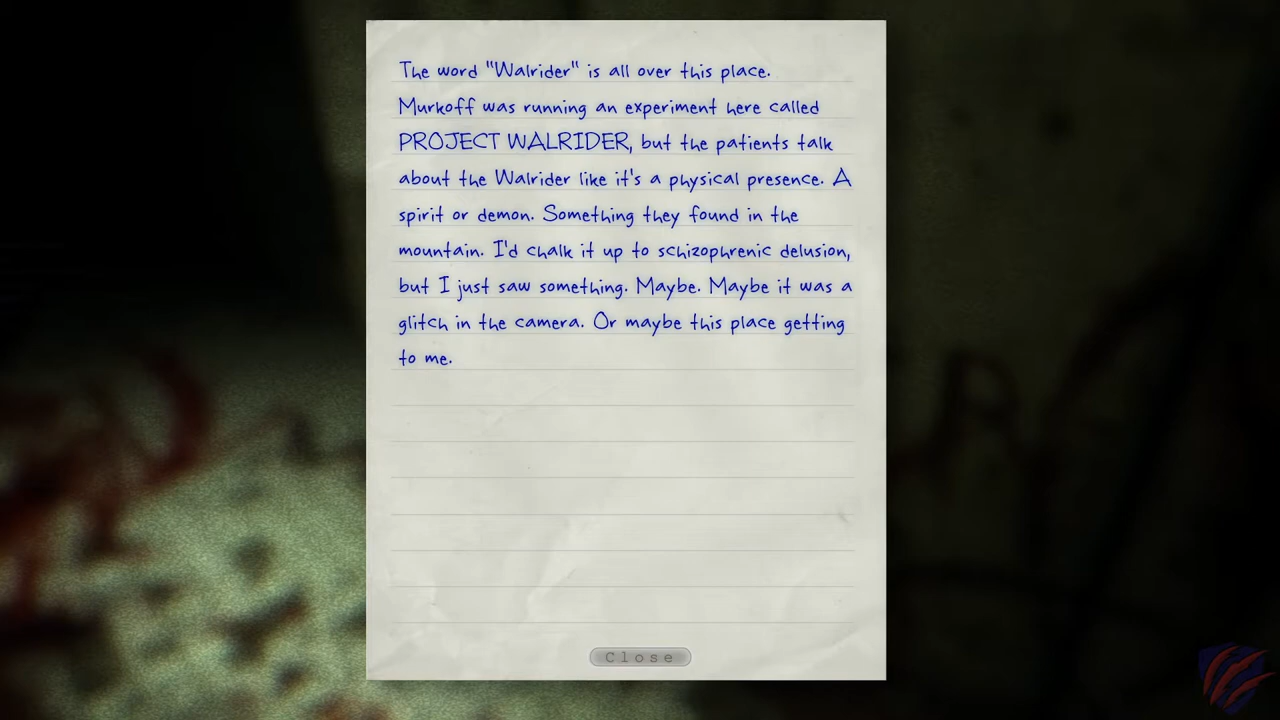 The word "Walrider" is all over this place.
Murkoff was running an experiment here called
PROJECT WALRIDER, but the patients talk
about the Walrider like it's a physical presence. A
spirit or demon. Something they found in the
mountain. I'd chalk it up to schizophrenic delusion,
but I just saw something. Maybe. Maybe it was a
glitch in the camera. Or maybe this place getting
to me.
Close